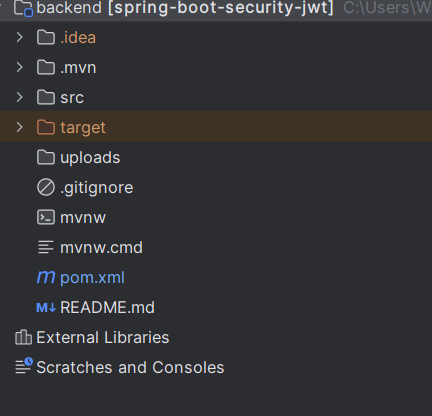 backend [spring-boot-security-jwt] C:\Users\W
.idea
.mvn
src
target
uploads
.gitignore
mvnw
mvnw.cmd
m pom.xml
M↓ README.md
External Libraries
Scratches and Consoles